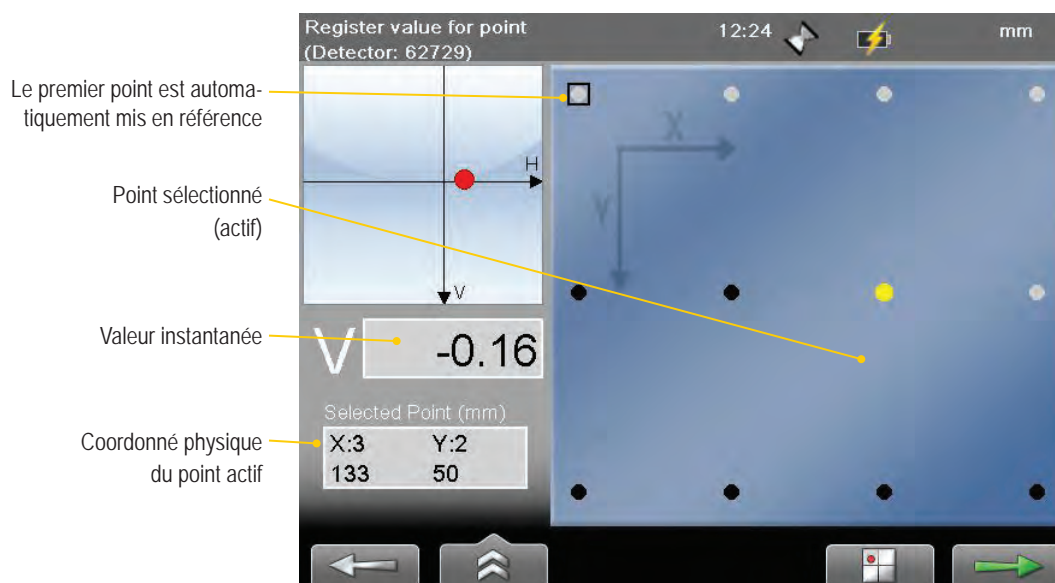 Register value for point
(Detector: 62729)
12:24
mm
Le premier point est automa-
tiquement mis en référence
Point sélectionné
(actif)
Valeur instantanée
Coordonné physique
du point actif
H
V
V
-0.16
Selected Point (mm)
X:3 Y:2
133 50
X
Y